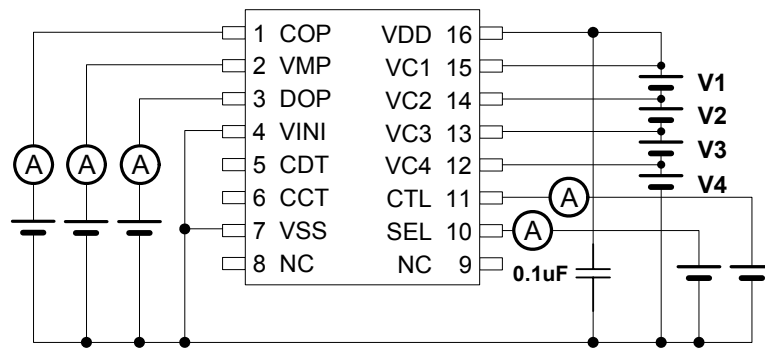 1 COP VDD 16
2 VMP VC1 15
3 DOP VC2 14
4 VINI VC3 13
5 CDT VC4 12
6 CCT CTL 11
7 VSS SEL 10
8 NC NC 9
A
A
A
A
A
V1
V2
V3
V4
0.1uF